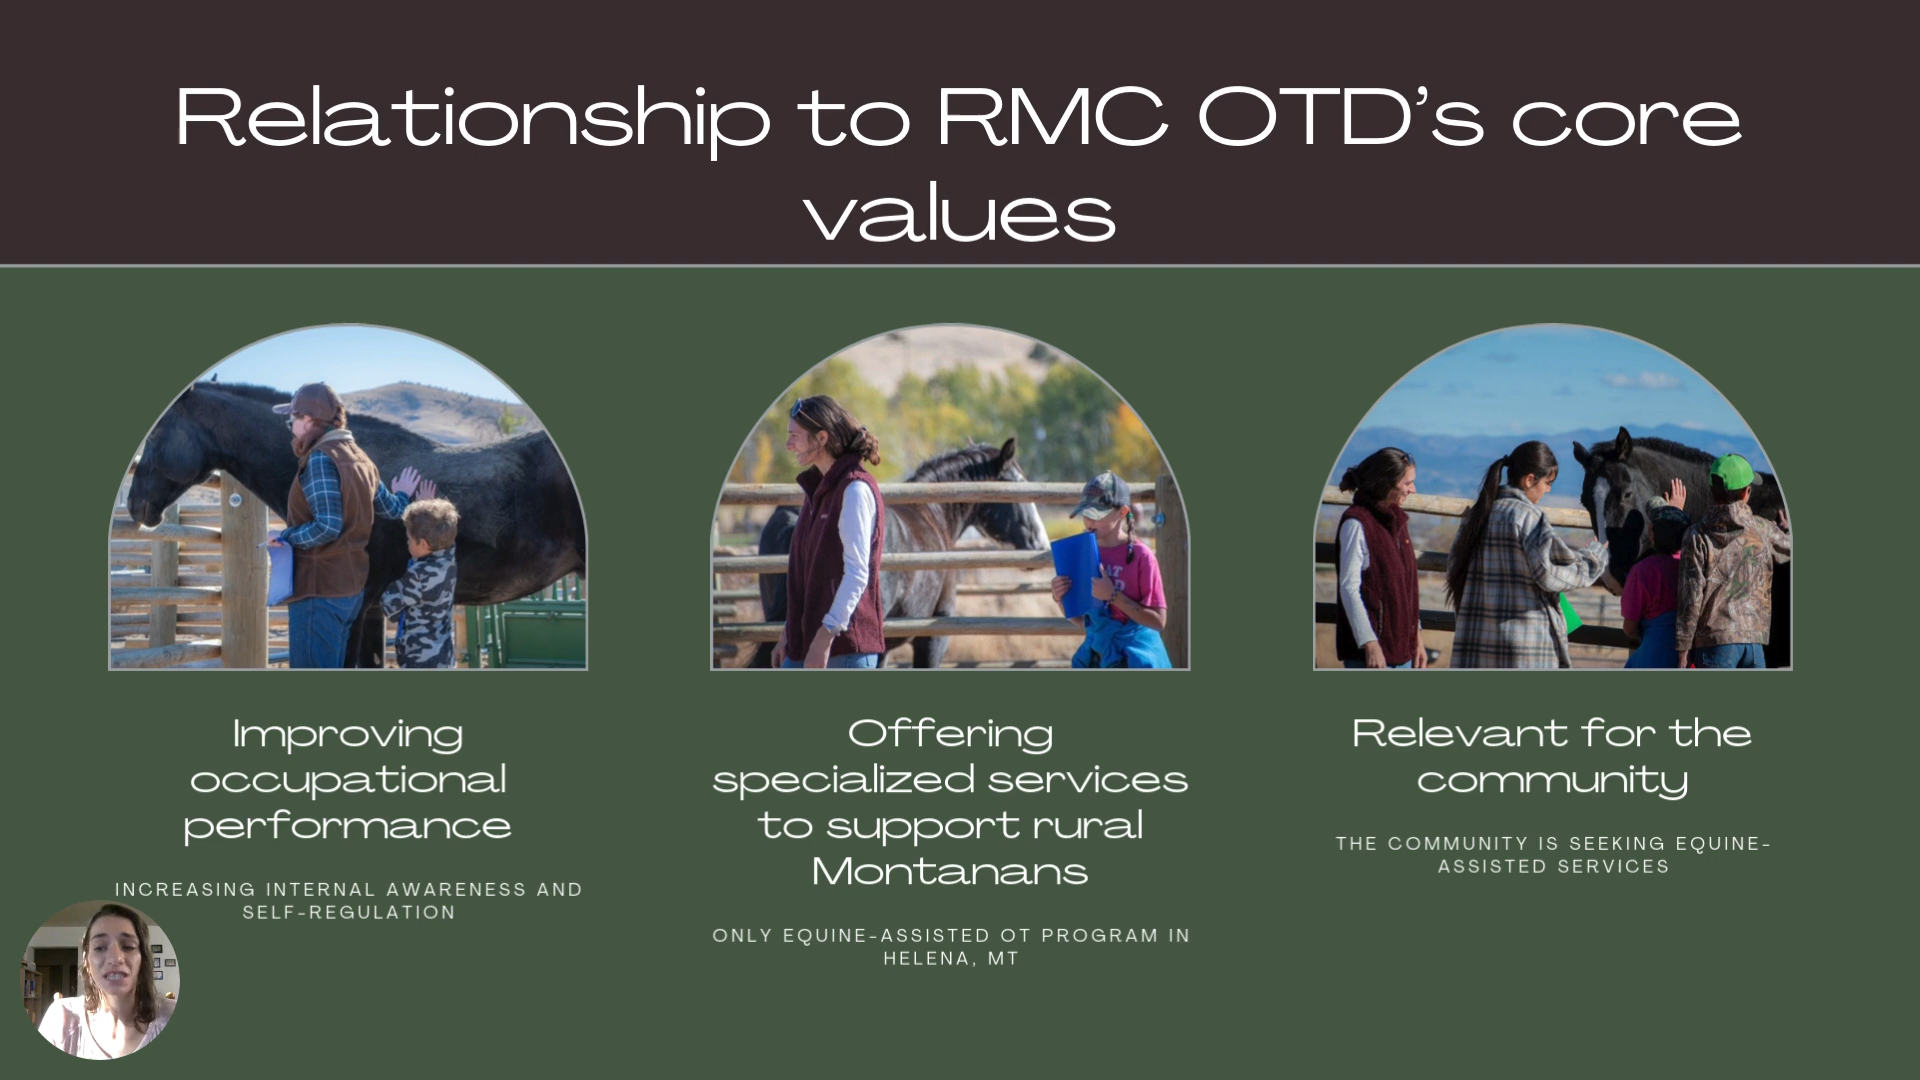 Relationship to RMC OTD’s core
values
Improving
occupational
performance
INCREASING INTERNAL AWARENESS AND
SELF-REGULATION
Offering
specialized services
to support rural
Montanans
ONLY EQUINE-ASSISTED OT PROGRAM IN
HELENA, MT
Relevant for the
community
THE COMMUNITY IS SEEKING EQUINE-
ASSISTED SERVICES